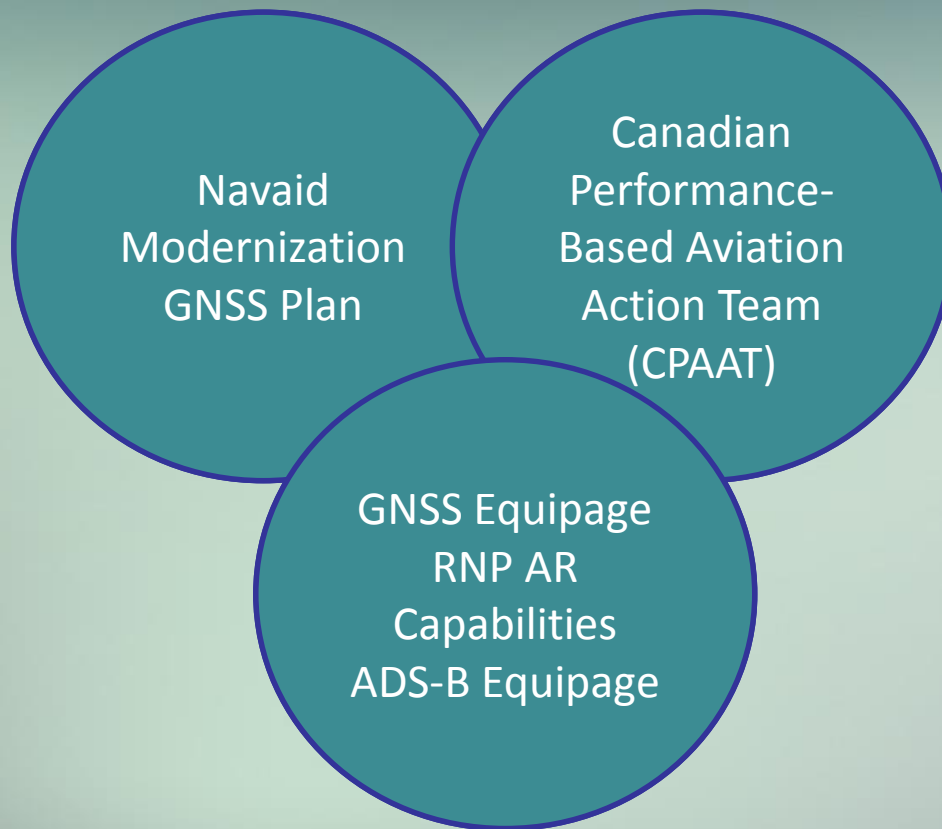 Navaid
Modernization
GNSS Plan
Canadian
Performance-
Based Aviation
Action Team
(CPAAT)
GNSS Equipage
RNP AR
Capabilities
ADS-B Equipage